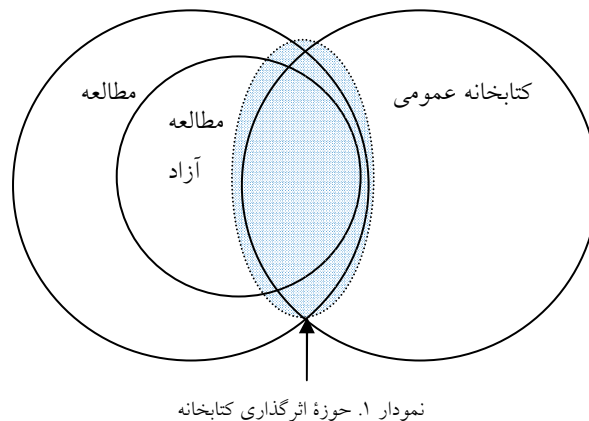 کتابخانه عمومی
مطالعه
مطالعه
آزاد
نمودار ۱. حوزهٔ اثرگذاری کتابخانه